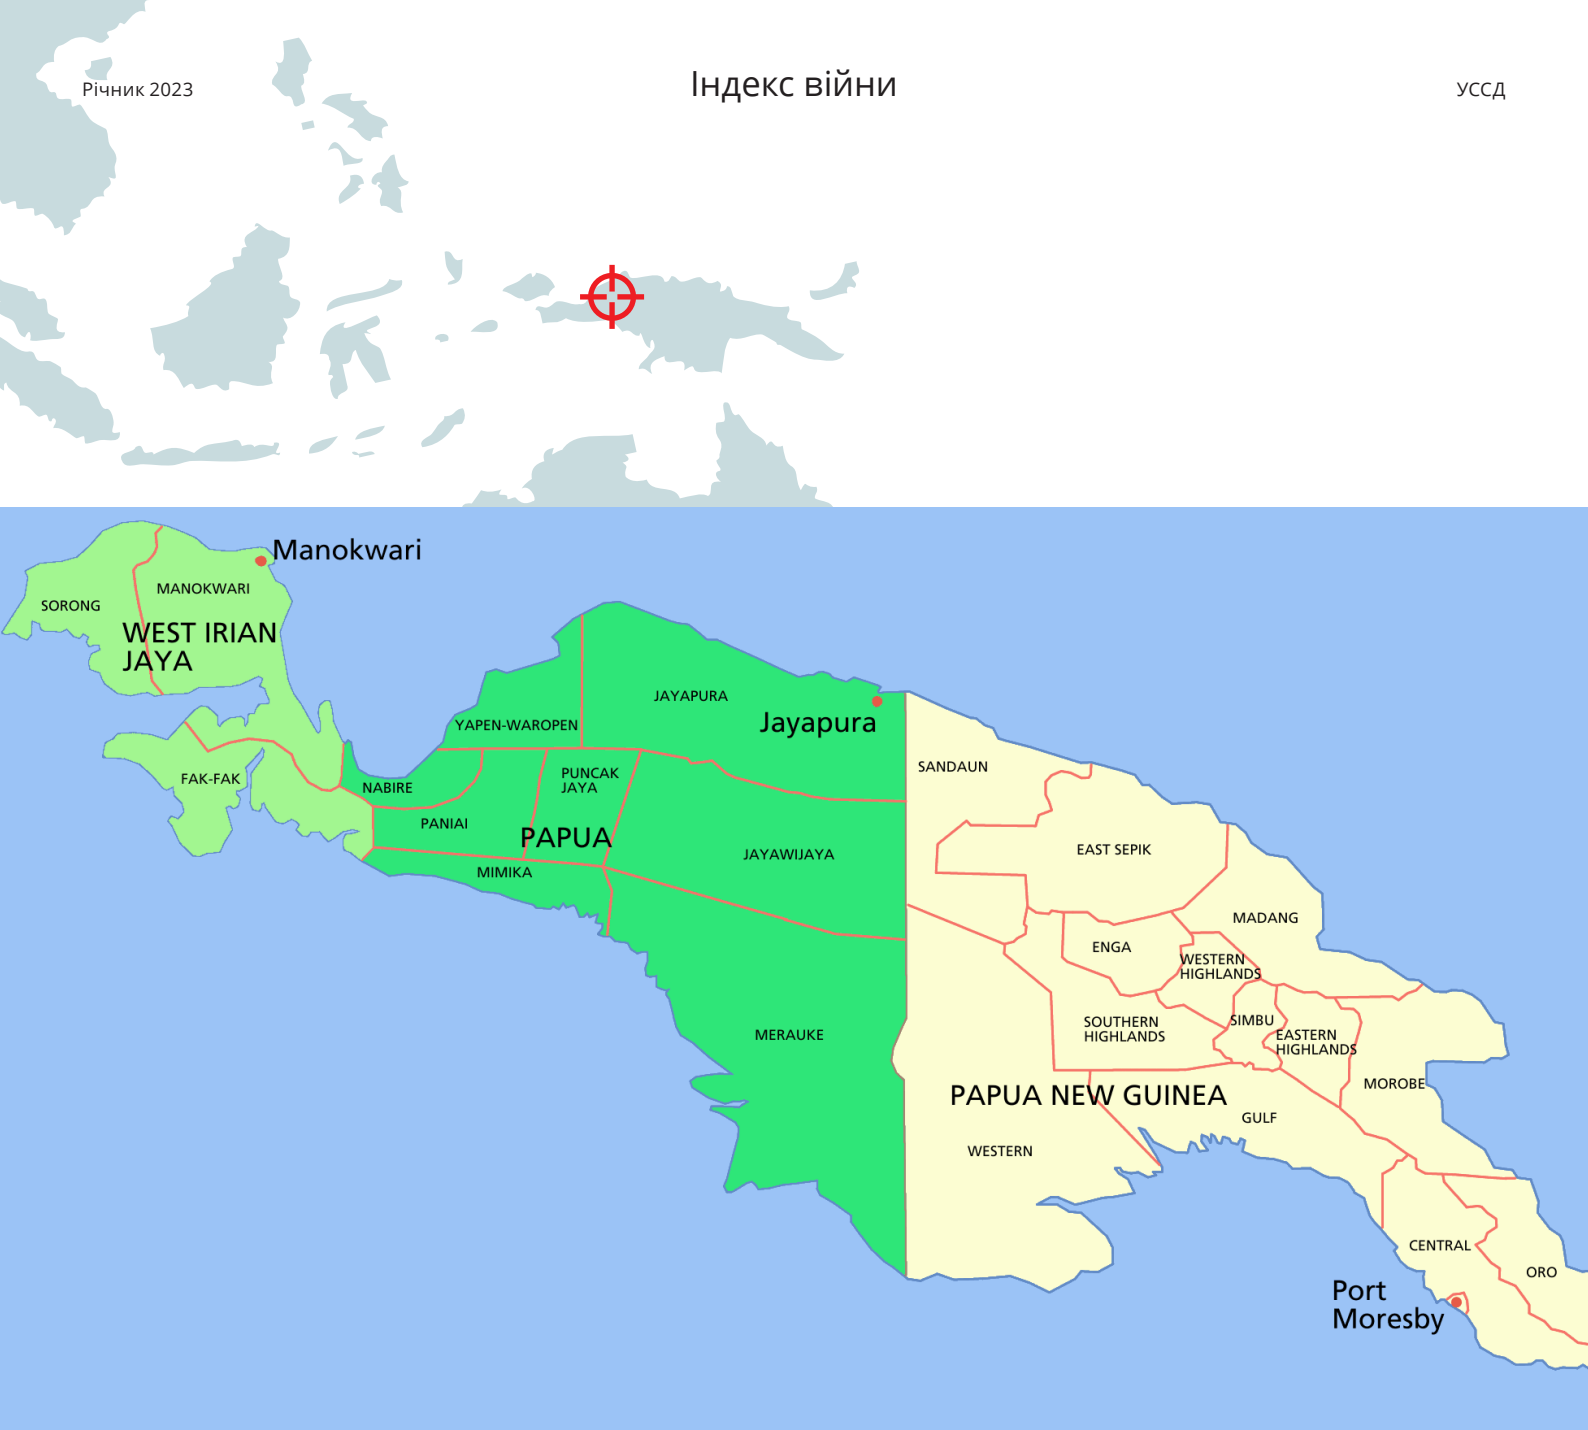 Річник 2023
Індекс війни
УССД
Manokwari
MANOKWARI
SORONG
WEST IRIAN
JAYA
FAK-FAK
JAYAPURA
YAPEN-WAROPEN
Jayapura
NABIRE
PUNCAK
JAYA
PANIAI
PAPUA
MIMIKA
JAYAWIJAYA
MERAUKE
SANDAUN
EAST SEPIK
MADANG
ENGA
WESTERN
HIGHLANDS
SOUTHERN
HIGHLANDS
SIMBU
EASTERN
HIGHLANDS
MOROBE
PAPUA NEW GUINEA
GULF
WESTERN
CENTRAL
ORO
Port
Moresby